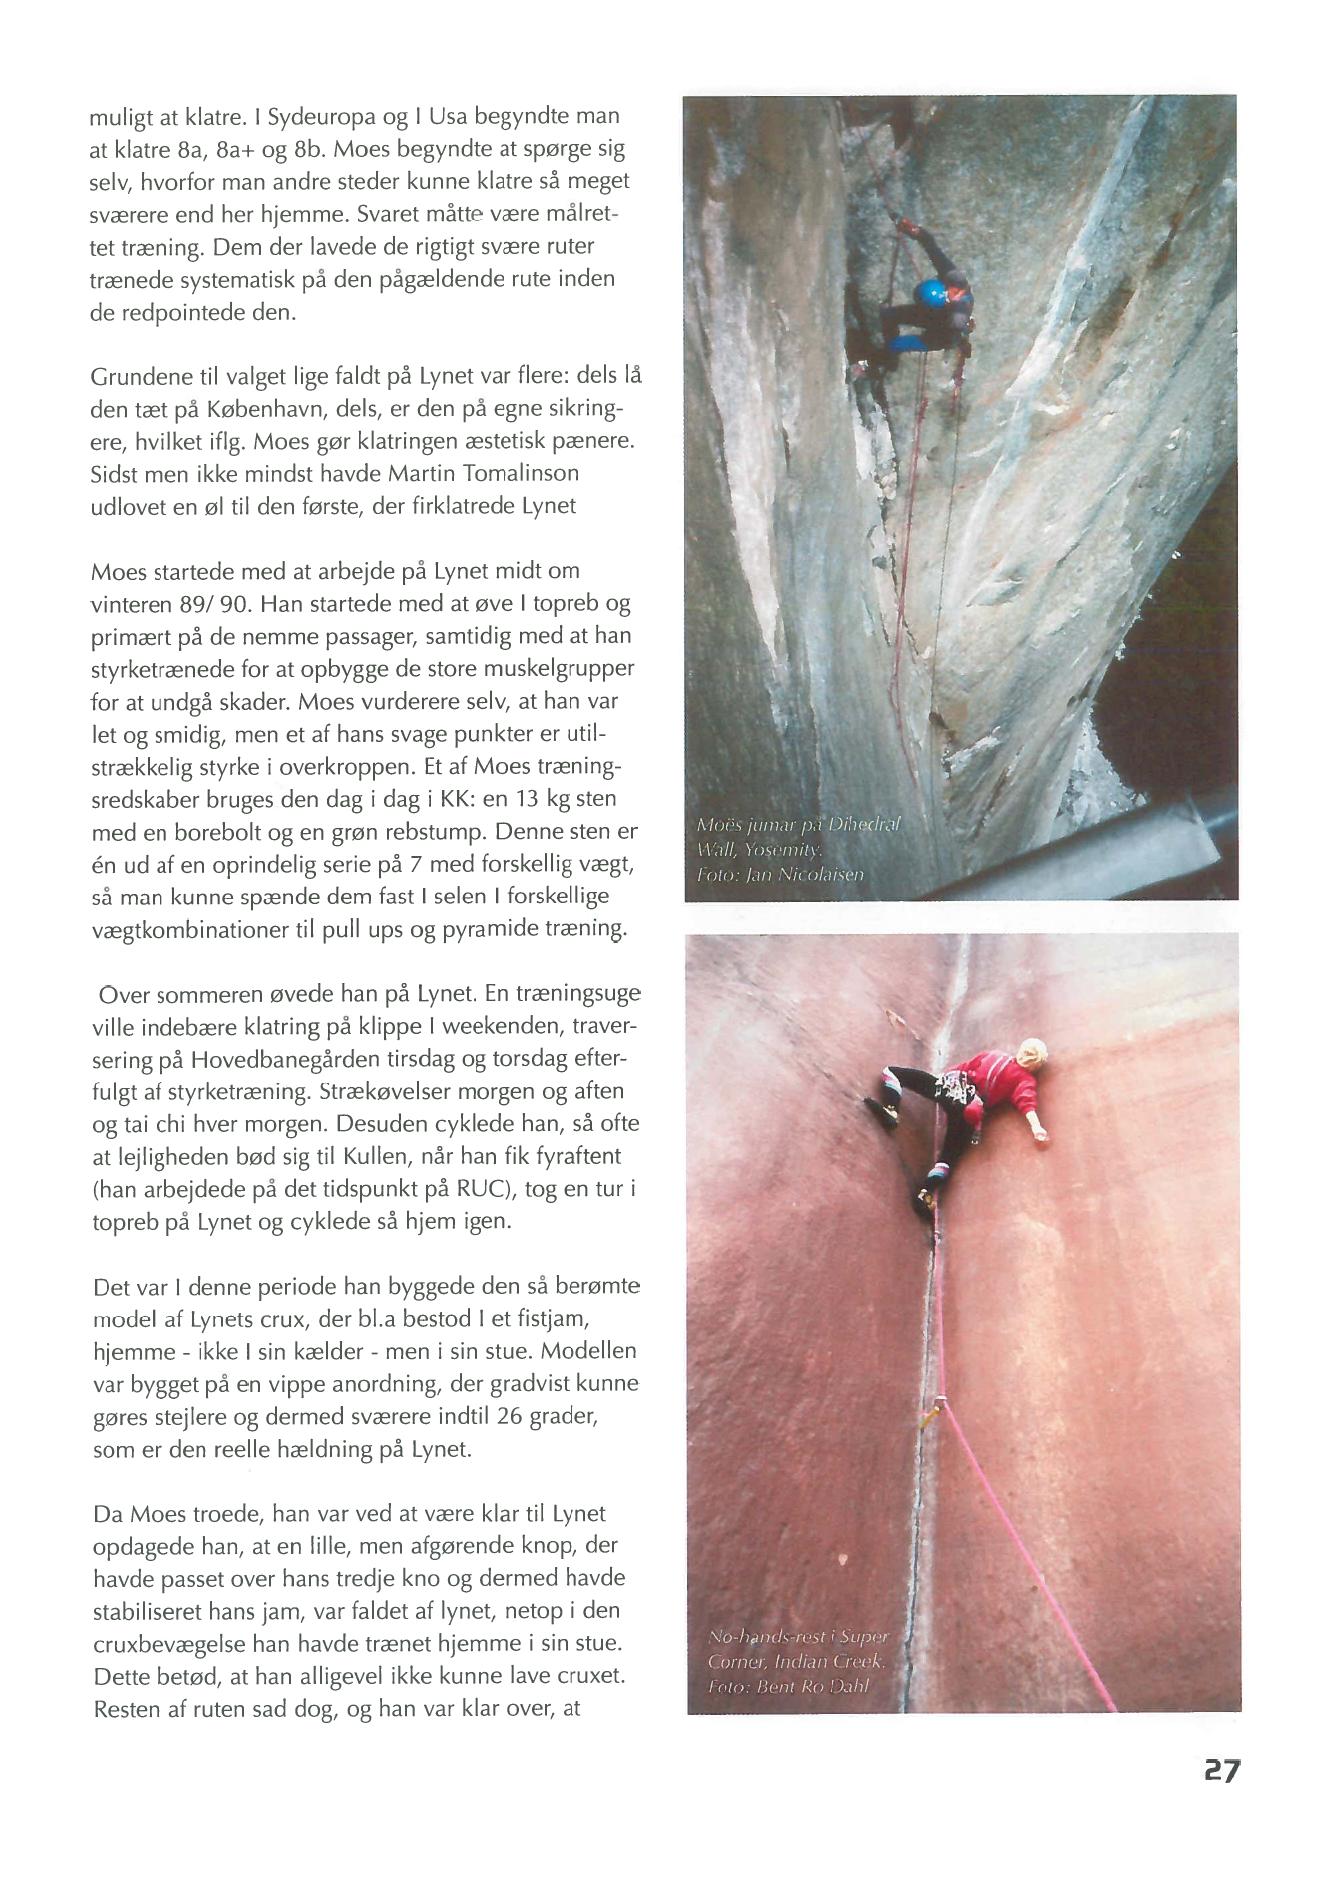 muligt at klatre. I Sydeuropa og I Usa begyndte man
at klatre 8a, 8a+ og 8b. Moes begyndte at spørge sig
selv, hvorfor man andre steder kunne klatre så meget
sværere end her hjemme. Svaret måtte være målret-
tet træning. Dem der lavede de rigtigt svære ruter
trænede systematisk på den pågældende rute inden
de redpointede den.
Grundene til valget lige faldt på Lynet var flere: dels lå
den tæt på København, dels, er den på egne sikring-
ere, hvilket iflg. Moes gør klatringen æstetisk pænere.
Sidst men ikke mindst havde Martin Tomalinson
udlovet en øl til den første, der firklatrede Lynet
Moes startede med at arbejde på Lynet midt om
vinteren 89/ 90. Han startede med at øve I topreb og
primært på de nemme passager, samtidig med at han
styrketrænede for at opbygge de store muskelgrupper
for at undgå skader. Moes vurderere selv, at han var
let og smidig, men et af hans svage punkter er util-
strækkelig styrke i overkroppen. Et af Moes træning-
sredskaber bruges den dag i dag i KK: en 13 kg sten
med en borebolt og en grøn rebstump. Denne sten er
én ud af en oprindelig serie på 7 med forskellig vægt,
så man kunne spænde dem fast I selen I forskellige
vægtkombinationer til pull ups og pyramide træning.
Over sommeren øvede han på Lynet. En træningsuge
ville indebære klatring på klippe I weekenden, traver-
sering på Hovedbanegården tirsdag og torsdag efter-
fulgt af styrketræning. Strækøvelser morgen og aften
og tai chi hver morgen. Desuden cyklede han, så ofte
at lejligheden bød sig til Kullen, når han fik fyraftent
(han arbejdede på det tidspunkt på RUC), tog en tur i
topreb på Lynet og cyklede så hjem igen.
Det var I denne periode han byggede den så berømte
model af Lynets crux, der bl.a bestod I et fistjam,
hjemme - ikke I sin kælder - men i sin stue. Modellen
var bygget på en vippe anordning, der gradvist kunne
gøres stejlere og dermed sværere indtil 26 grader,
som er den reelle hældning på Lynet.
Da Moes troede, han var ved at være klar til Lynet
opdagede han, at en lille, men afgørende knop, der
havde passet over hans tredje kno og dermed havde
stabiliseret hans jam, var faldet af lynet, netop i den
cruxbevægelse han havde trænet hjemme i sin stue.
Dette betød, at han alligevel ikke kunne lave cruxet.
Resten af ruten sad dog, og han var klar over, at
Moës jumar på Dihedral
Wall, Yosemity.
Foto: Jan Nicolaisen
No-hands-rest i Super
Corner, Indian Creek.
Foto: Bent Ro Dahl
27